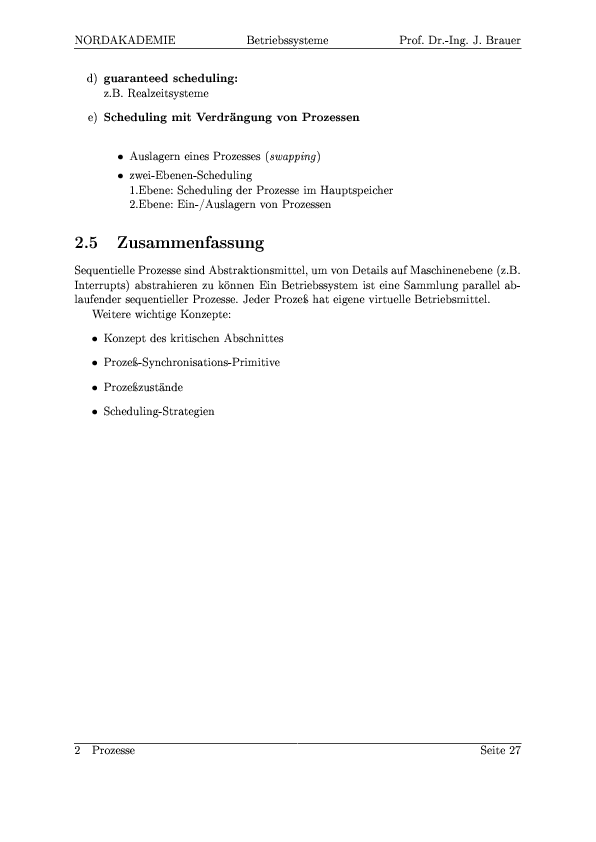 NORDAKADEMIE Betriebssysteme Prof. Dr.-Ing. J. Brauer
d) guaranteed scheduling:
z.B. Realzeitsysteme
e) Scheduling mit Verdrängung von Prozessen
• Auslagern eines Prozesses (swapping)
• zwei-Ebenen-Scheduling
1.Ebene: Scheduling der Prozesse im Hauptspeicher
2.Ebene: Ein-/Auslagern von Prozessen
2.5 Zusammenfassung
Sequentielle Prozesse sind Abstraktionsmittel, um von Details auf Maschinenebene (z.B.
Interrupts) abstrahieren zu können Ein Betriebssystem ist eine Sammlung parallel ab-
laufender sequentieller Prozesse. Jeder Prozeß hat eigene virtuelle Betriebsmittel.
Weitere wichtige Konzepte:
• Konzept des kritischen Abschnittes
• Prozeß-Synchronisations-Primitive
• Prozeßzustände
• Scheduling-Strategien
2 Prozesse Seite 27